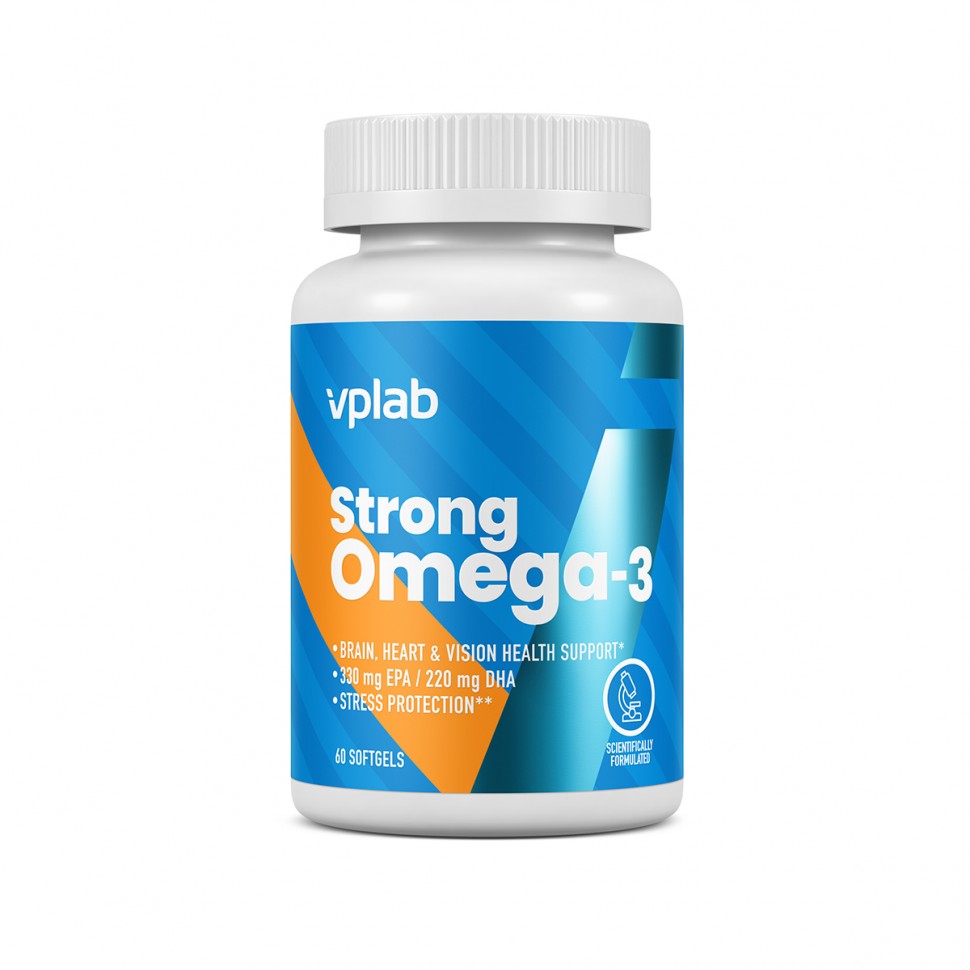 vplab
Strong
Omega-3
• BRAIN, HEART & VISION HEALTH SUPPORT*
• 330 mg EPA / 220 mg DHA
• STRESS PROTECTION**
60 SOFTGELS
SCIENTIFICALLY
FORMULATED